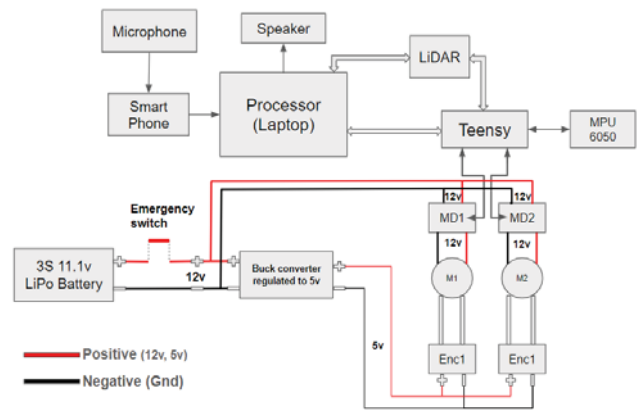 Microphone
Speaker
LiDAR
Smart
Phone
Processor
(Laptop)
Teensy
MPU
6050
12v
12v
Emergency
switch
MD1
MD2
12v
12v
3S 11.1v
LiPo Battery
12v
Buck converter
regulated to 5v
M1
M2
5v
Enc1
Enc1
Positive (12v, 5v)
Negative (Gnd)